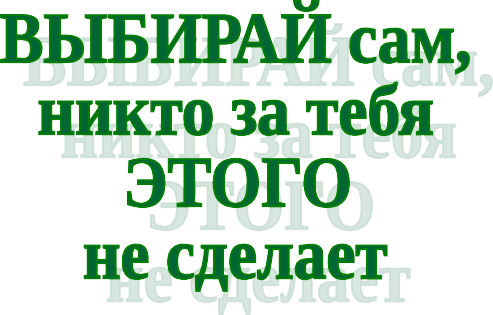 ВЫБИРАЙ сам,
никто за тебя
ЭТОГО
не сделает